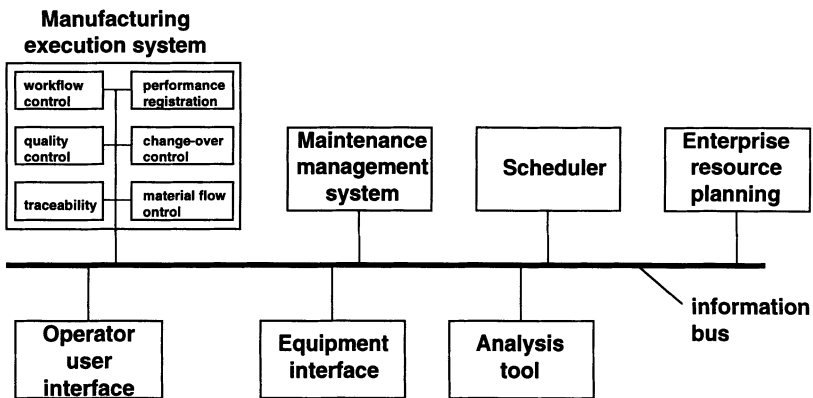 Manufacturing
execution system
workflow
control
performance
registration
quality
control
change-over
control
traceability
material flow
ontrol
Maintenance
management
system
Scheduler
Enterprise
resource
planning
information
bus
Operator
user
interface
Equipment
interface
Analysis
tool